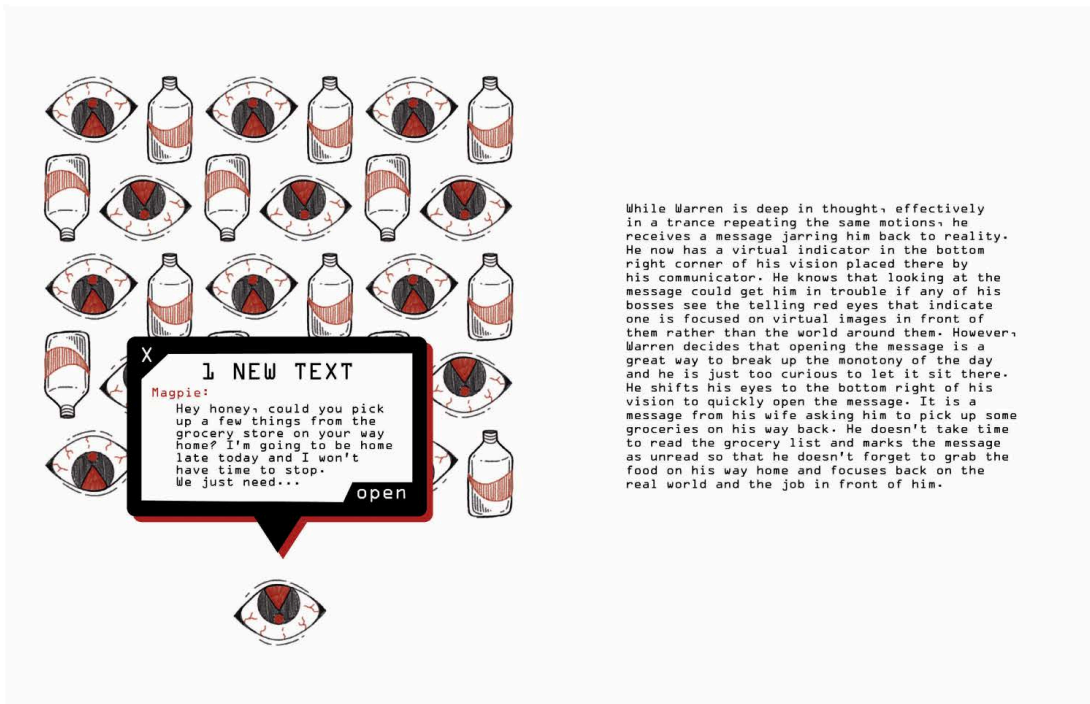 X
1 NEW TEXT
Magpie:
Hey honey, could you pick
up a few things from the
grocery store on your way
home? I'm going to be home
late today and I won't
have time to stop.
We just need...
open
While Warren is deep in thought, effectively
in a trance repeating the same motions, he
receives a message jarring him back to reality.
He now has a virtual indicator in the bottom
right corner of his vision placed there by
his communicator. He knows that looking at the
message could get him in trouble if any of his
bosses see the telling red eyes that indicate
one is focused on virtual images in front of
them rather than the world around them. However,
Warren decides that opening the message is a
great way to break up the monotony of the day
and he is just too curious to let it sit there.
He shifts his eyes to the bottom right of his
vision to quickly open the message. It is a
message from his wife asking him to pick up some
groceries on his way back. He doesn't take time
to read the grocery list and marks the message
as unread so that he doesn't forget to grab the
food on his way home and focuses back on the
real world and the job in front of him.